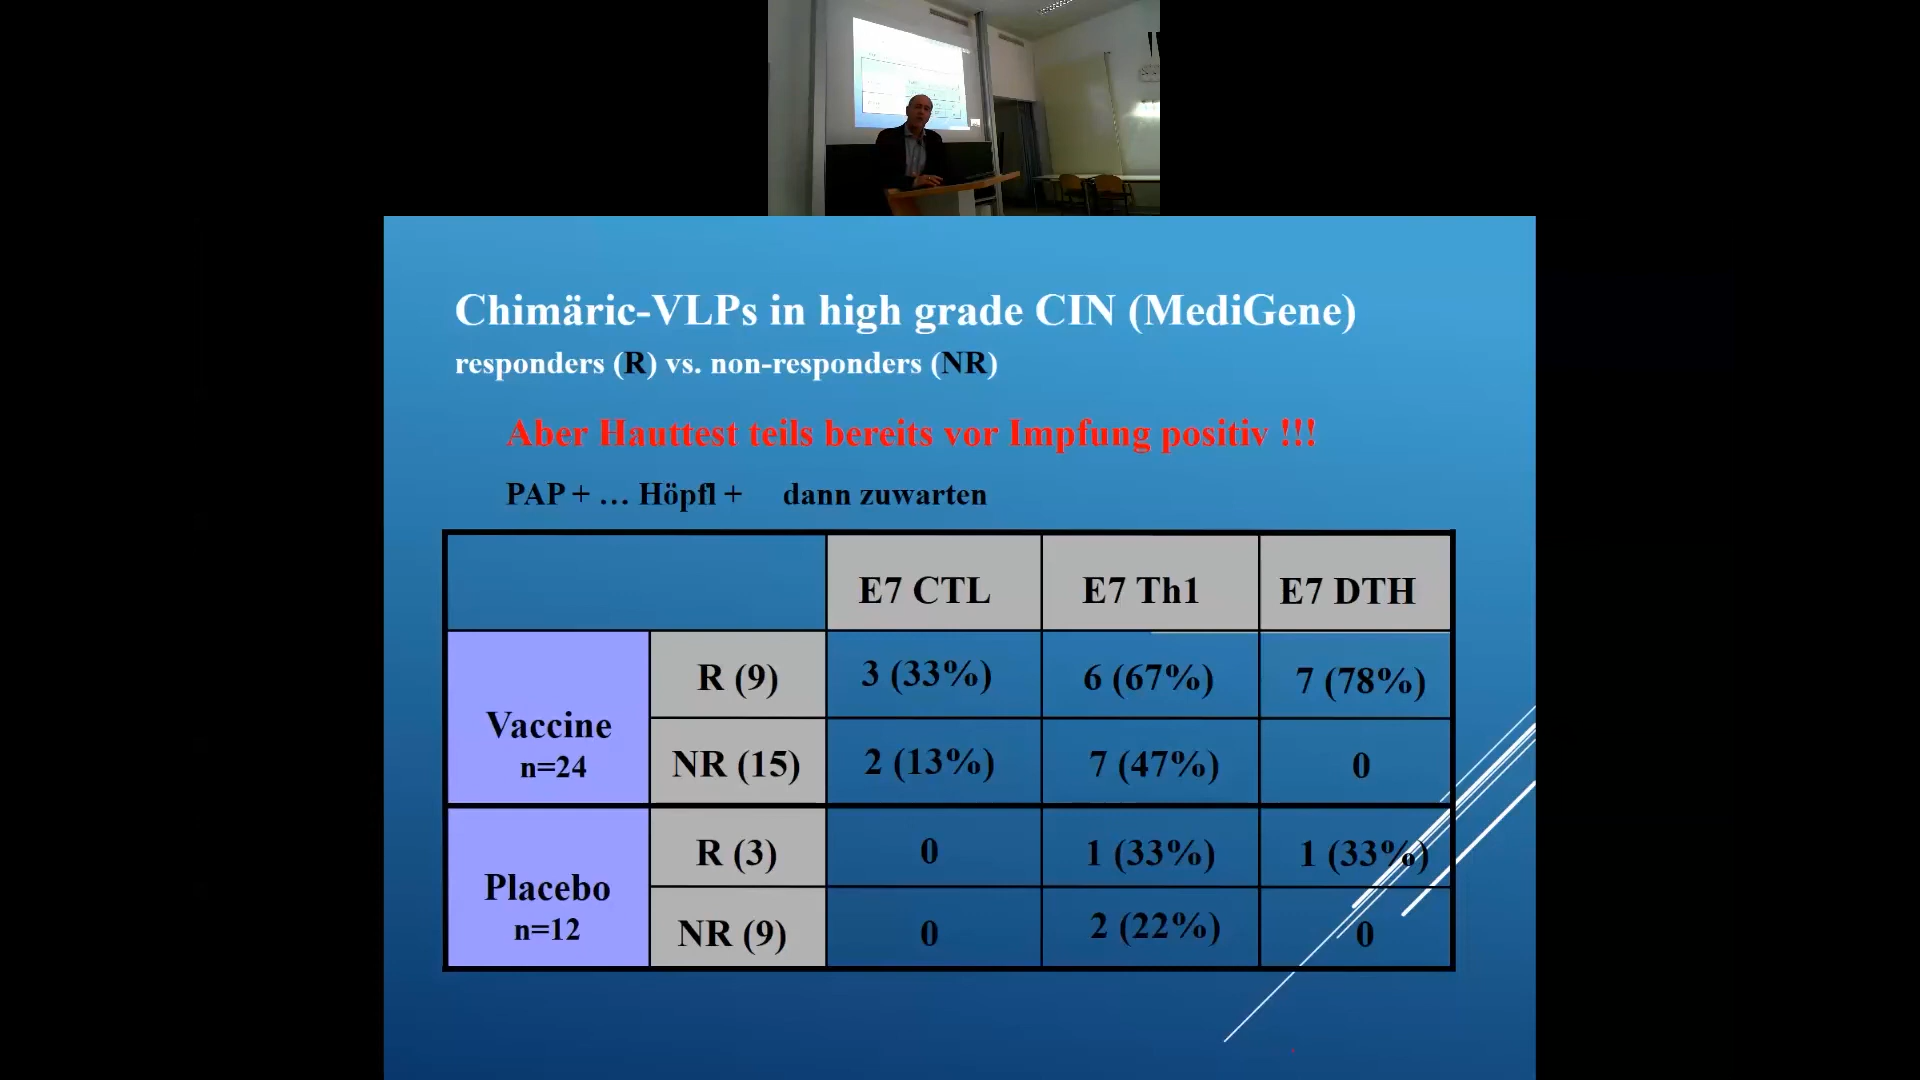 Chimäric-VLPs in high grade CIN (MediGene)
responders (R) vs. non-responders (NR)
Aber Hauttest teils bereits vor Impfung positiv !!!
PAP + … Höpfl + dann zuwarten
E7 CTL E7 Th1 E7 DTH
Vaccine
n=24
R (9) 3 (33%) 6 (67%) 7 (78%)
NR (15) 2 (13%) 7 (47%) 0
Placebo
n=12
R (3) 0 1 (33%) 1 (33%)
NR (9) 0 2 (22%) 0